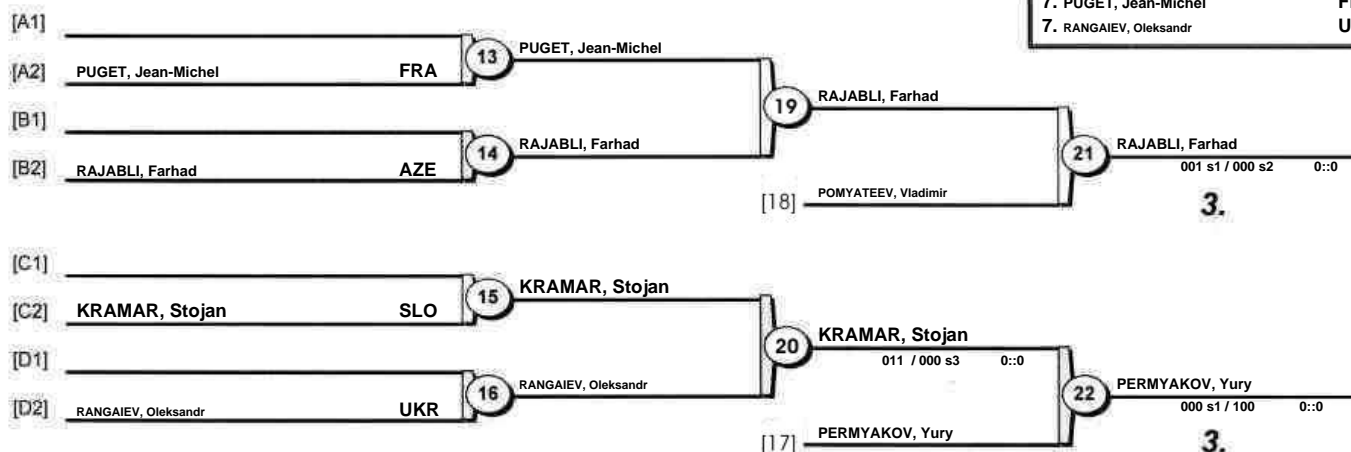 7. PUGET, Jean-Michel
7. RANGAIEV, Oleksandr U
[A1]
[A2] PUGET, Jean-Michel FRA
13 PUGET, Jean-Michel
[B1]
[B2] RAJABLI, Farhad AZE
14 RAJABLI, Farhad
19 RAJABLI, Farhad
[18] POMYATEEV, Vladimir
21 RAJABLI, Farhad
001 s1 / 000 s2 0::0
3.
[C1]
[C2] KRAMAR, Stojan SLO
15 KRAMAR, Stojan
[D1]
[D2] RANGAIEV, Oleksandr UKR
16 RANGAIEV, Oleksandr
20 KRAMAR, Stojan
011 / 000 s3 0::0
[17] PERMYAKOV, Yury
22 PERMYAKOV, Yury
000 s1 / 100 0::0
3.